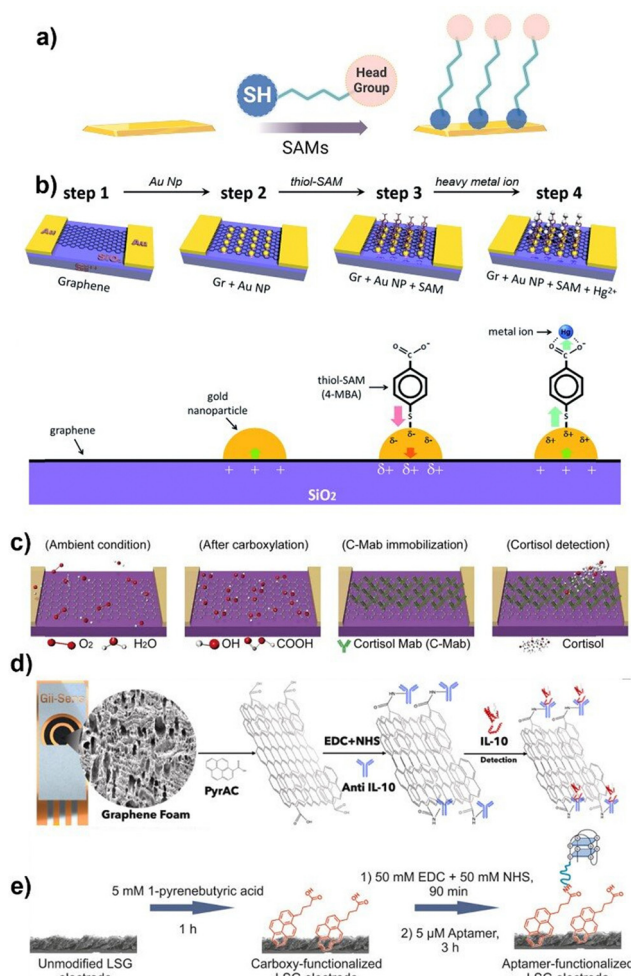 a)
SH
Head
Group
SAMs
b)
step 1
Au Np
step 2
thiol-SAM
step 3
heavy metal ion
step 4
Au
Au
SiO₂
Graphene
Gr + Au NP
Gr + Au NP + SAM
Gr + Au NP + SAM + Hg²⁺
metal ion
Hg
O
O⁻
O
O⁻
C
C
thiol-SAM
(4-MBA)
gold
nanoparticle
graphene
S
S
δ- δ- δ-
δ+ δ+ δ+
+ + +
δ+ δ+ δ+
+ + +
SiO₂
c)
(Ambient condition)
(After carboxylation)
(C-Mab immobilization)
(Cortisol detection)
O₂
H₂O
OH
COOH
Cortisol Mab (C-Mab)
Cortisol
d)
Graphene Foam
PyrAC
EDC+NHS
Anti IL-10
IL-10
Detection
e)
5 mM 1-pyrenebutyric acid
1 h
1) 50 mM EDC + 50 mM NHS,
90 min
2) 5 µM Aptamer,
3 h
Unmodified LSG
electrode
Carboxy-functionalized
LSG electrode
Aptamer-functionalized
LSG electrode